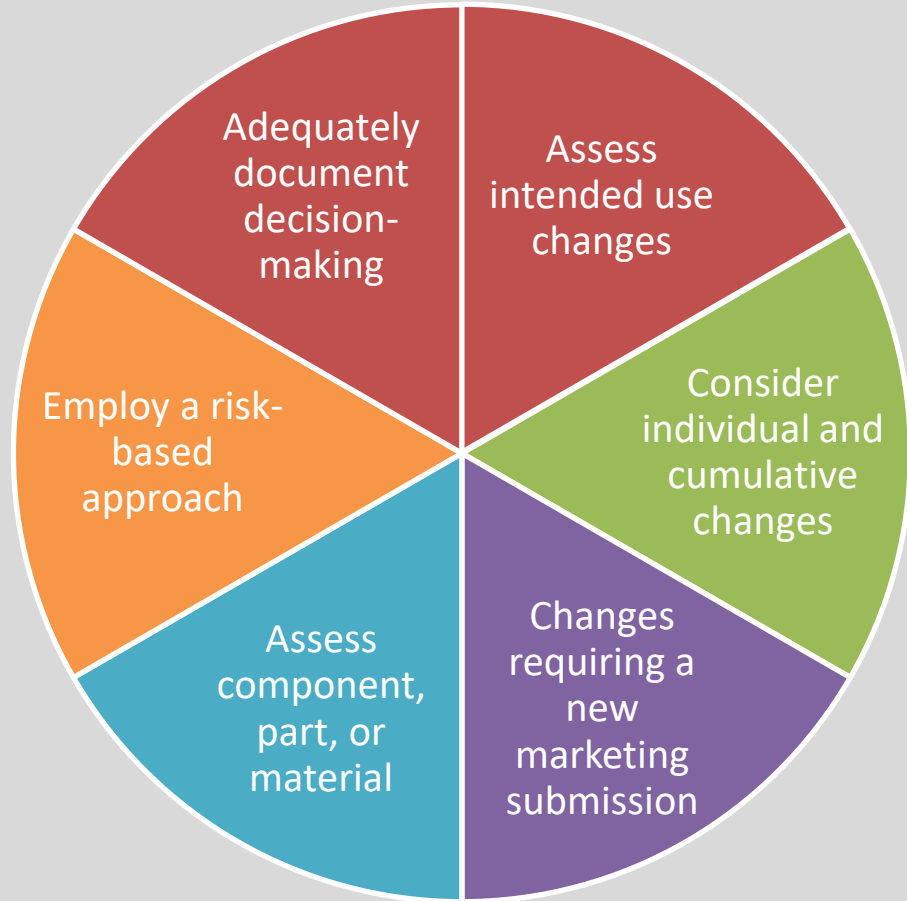 Adequately
document
decision-
making
Assess
intended use
changes
Consider
individual and
cumulative
changes
Changes
requiring a
new
marketing
submission
Assess
component,
part, or
material
Employ a risk-
based
approach